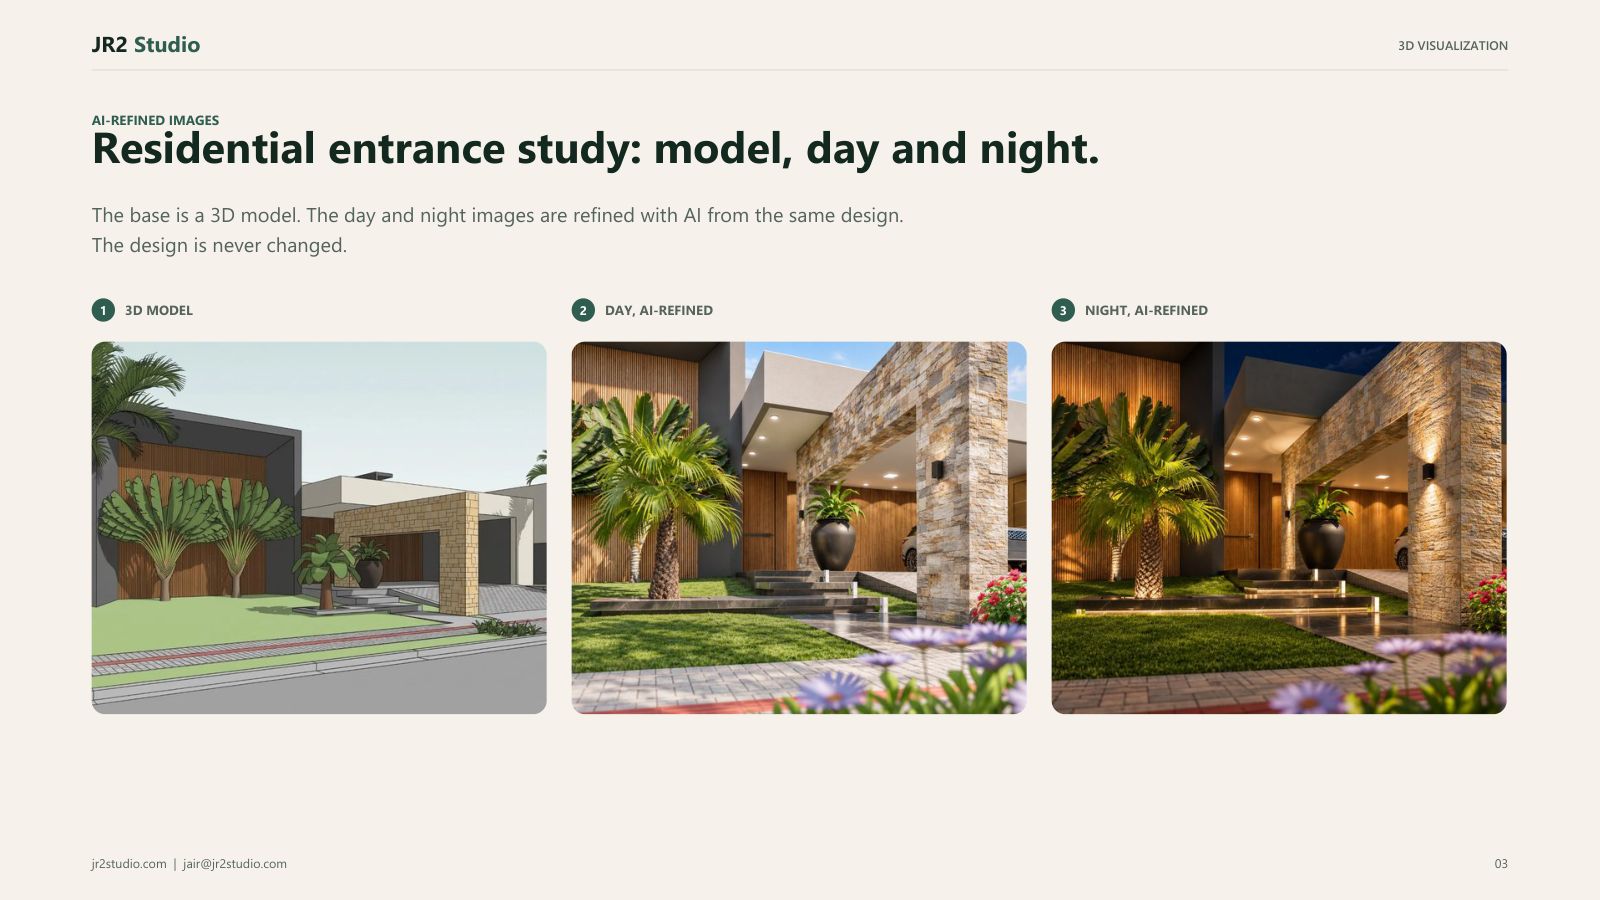 JR2 Studio
3D VISUALIZATION
AI-REFINED IMAGES
Residential entrance study: model, day and night.
The base is a 3D model. The day and night images are refined with AI from the same design.
The design is never changed.
1 3D MODEL
2 DAY, AI-REFINED
3 NIGHT, AI-REFINED
jr2studio.com | jair@jr2studio.com
03